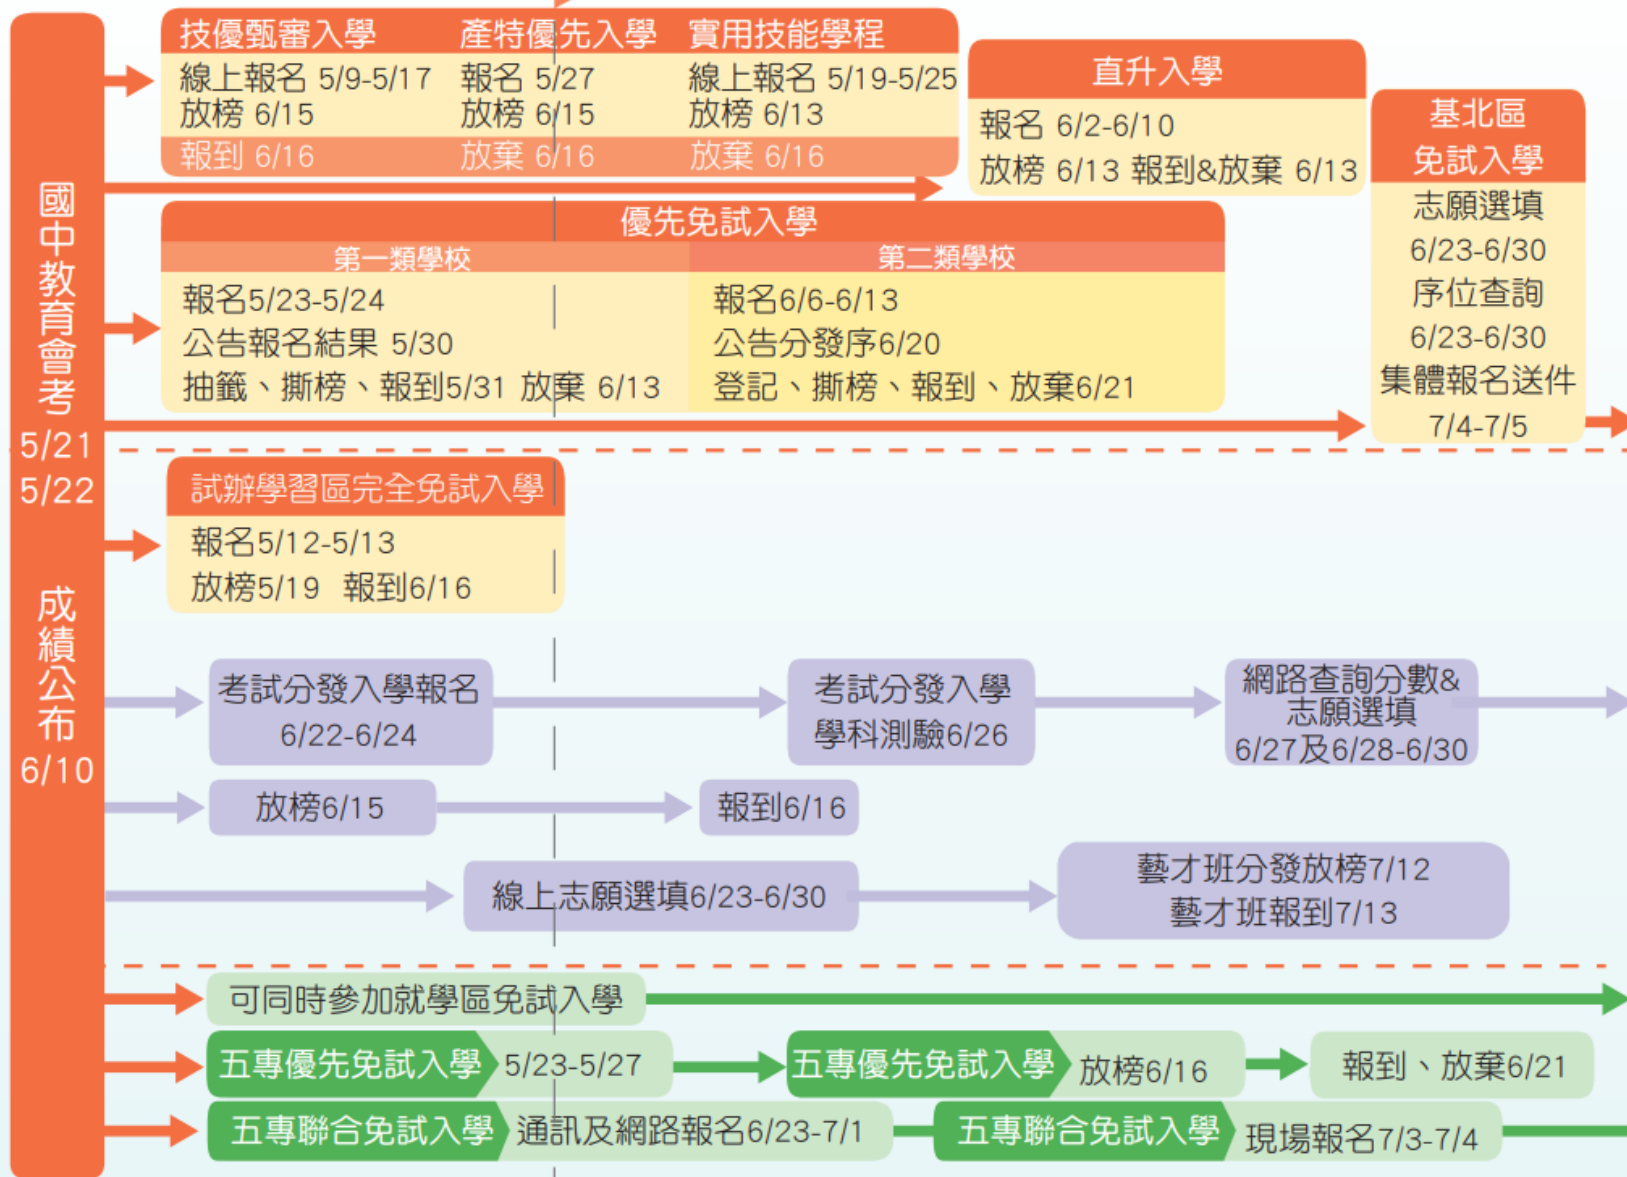 國中教育會考
5/21
5/22
成績公布
6/10
技優甄審入學
線上報名 5/9-5/17
放榜 6/15
報到 6/16
產特優先入學
報名 5/27
放榜 6/15
放棄 6/16
實用技能學程
線上報名 5/19-5/25
放榜 6/13
放棄 6/16
直升入學
報名 6/2-6/10
放榜 6/13 報到&放棄 6/13
基北區
免試入學
志願選填
6/23-6/30
序位查詢
6/23-6/30
集體報名送件
7/4-7/5
優先免試入學
第一類學校
報名5/23-5/24
公告報名結果 5/30
抽籤、撕榜、報到5/31 放棄 6/13
第二類學校
報名6/6-6/13
公告分發序6/20
登記、撕榜、報到、放棄6/21
試辦學習區完全免試入學
報名5/12-5/13
放榜5/19 報到6/16
考試分發入學報名
6/22-6/24
考試分發入學
學科測驗6/26
網路查詢分數&
志願選填
6/27及6/28-6/30
放榜6/15
報到6/16
線上志願選填6/23-6/30
藝才班分發放榜7/12
藝才班報到7/13
可同時參加就學區免試入學
五專優先免試入學 5/23-5/27
五專優先免試入學 放榜6/16
報到、放棄6/21
五專聯合免試入學 通訊及網路報名6/23-7/1
五專聯合免試入學 現場報名7/3-7/4